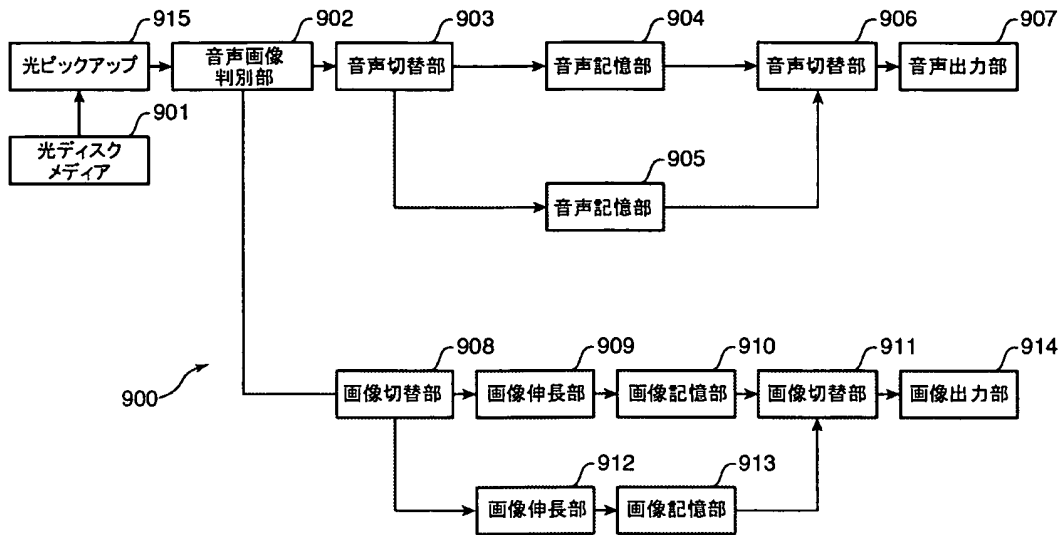 915
902
903
904
906
907
光ピックアップ
音声画像
判別部
音声切替部
音声記憶部
音声切替部
音声出力部
901
光ディスク
メディア
905
音声記憶部
908
909
910
911
914
900
画像切替部
画像伸長部
画像記憶部
画像切替部
画像出力部
912
913
画像伸長部
画像記憶部